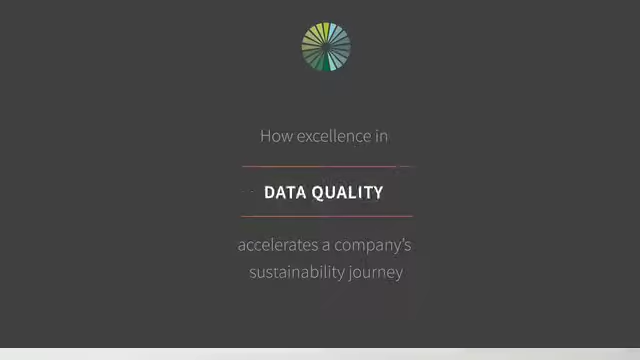 How excellence in
DATA QUALITY
accelerates a company's
sustainability journey